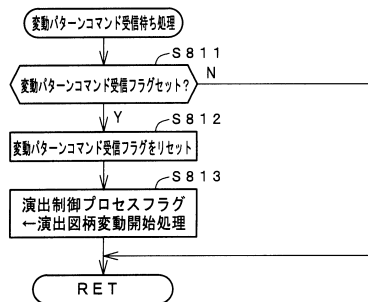 変動パターンコマンド受信待ち処理
S811
変動パターンコマンド受信フラグセット?
N
Y
S812
変動パターンコマンド受信フラグをリセット
S813
演出制御プロセスフラグ
←演出図柄変動開始処理
RET